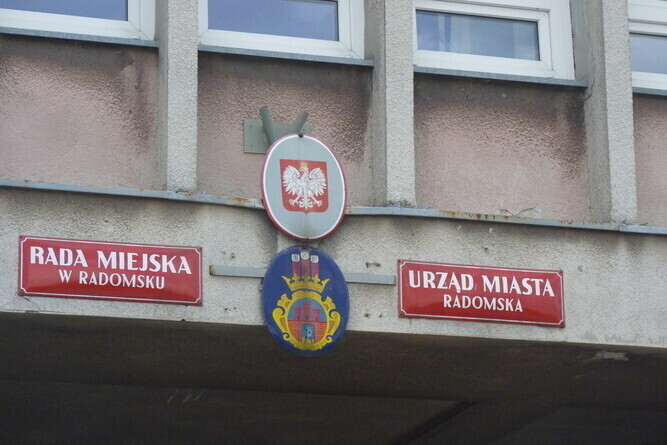 RADA MIEJSKA
W RADOMSKU
URZĄD MIASTA
RADOMSKA